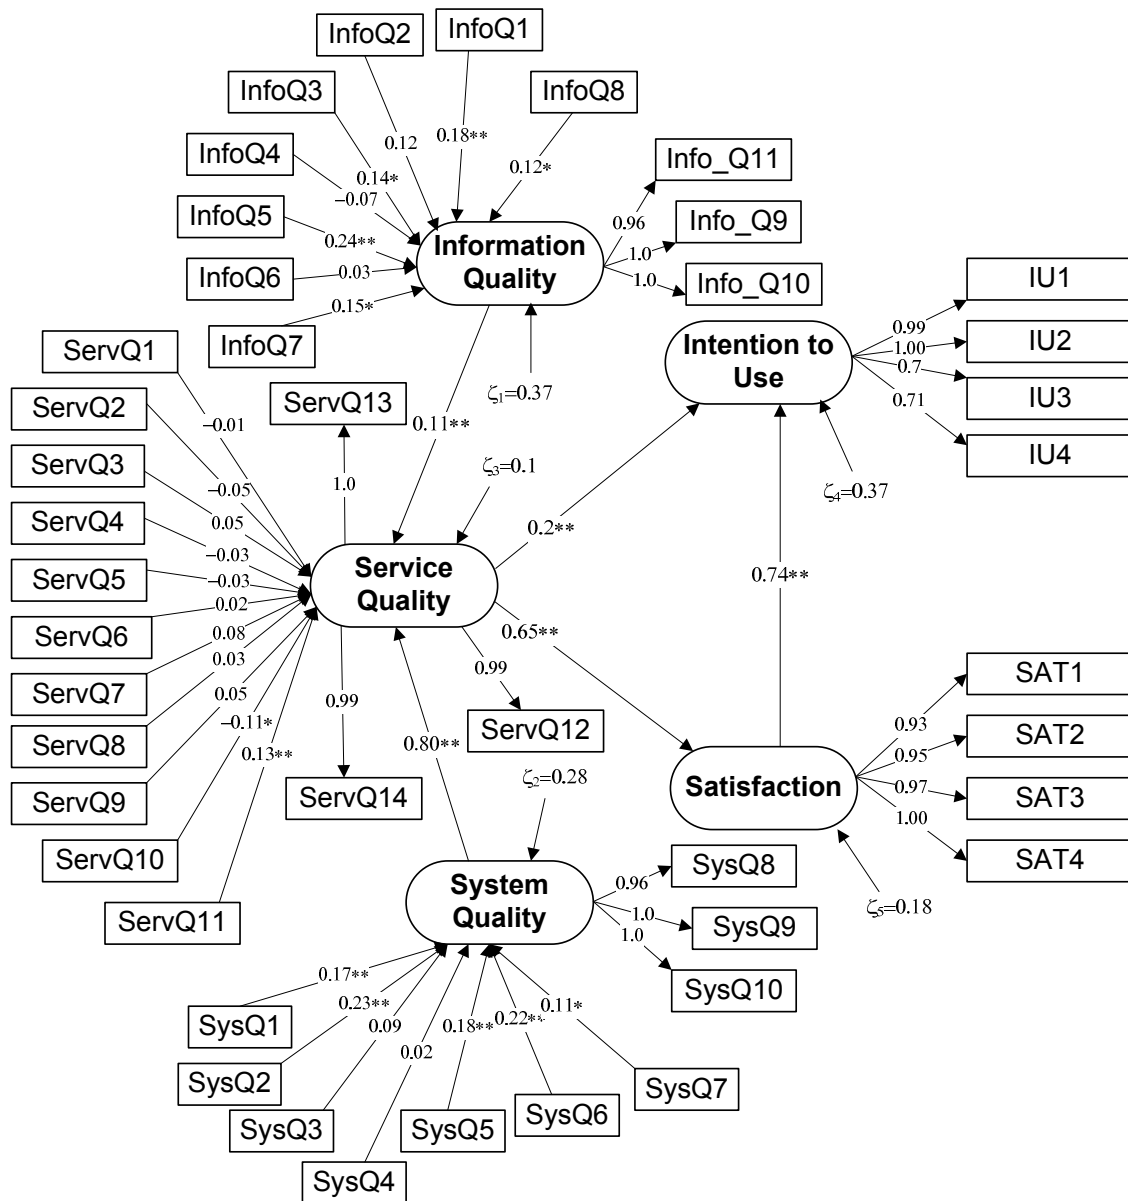 InfoQ1
InfoQ2
InfoQ3
InfoQ8
InfoQ4
InfoQ5
InfoQ6
InfoQ7
0.18**
0.12
0.14*
0.12*
−0.07
0.24**
0.03
0.15*
Information
Quality
Info_Q11
Info_Q9
Info_Q10
0.96
1.0
1.0
ζ1=0.37
0.11**
Intention to
Use
IU1
IU2
IU3
IU4
0.99
1.00
0.7
0.71
ζ4=0.37
ServQ1
ServQ2
ServQ3
ServQ4
ServQ5
ServQ6
ServQ7
ServQ8
ServQ9
ServQ10
ServQ11
−0.01
−0.05
0.05
−0.03
−0.03
0.02
0.08
0.03
0.05
−0.11*
0.13**
ServQ13
1.0
ζ3=0.1
Service
Quality
0.2**
0.65**
0.74**
0.99
ServQ12
0.99
ServQ14
0.80**
Satisfaction
SAT1
SAT2
SAT3
SAT4
0.93
0.95
0.97
1.00
ζ5=0.18
ζ2=0.28
System
Quality
SysQ8
SysQ9
SysQ10
0.96
1.0
1.0
0.17**
0.23**
0.09
0.02
0.18**
0.22**
0.11*
SysQ1
SysQ2
SysQ3
SysQ4
SysQ5
SysQ6
SysQ7